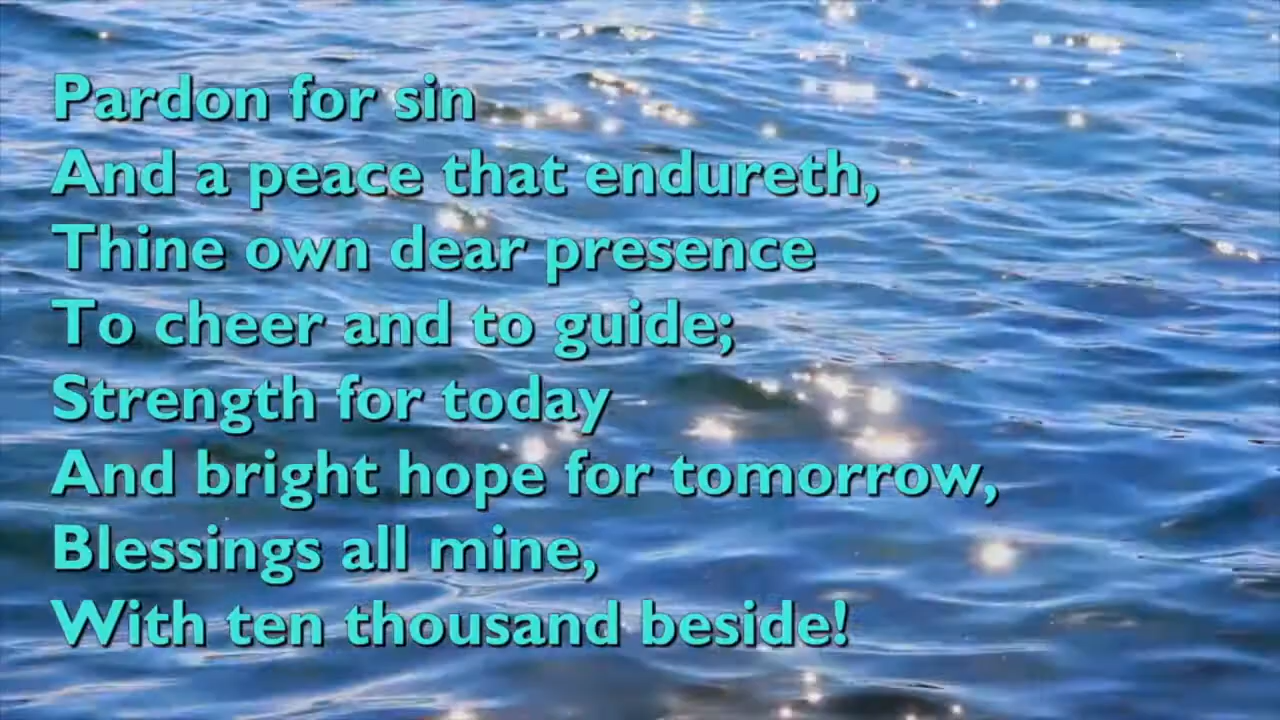 Pardon for sin
And a peace that endureth,
Thine own dear presence
To cheer and to guide;
Strength for today
And bright hope for tomorrow,
Blessings all mine,
With ten thousand beside!